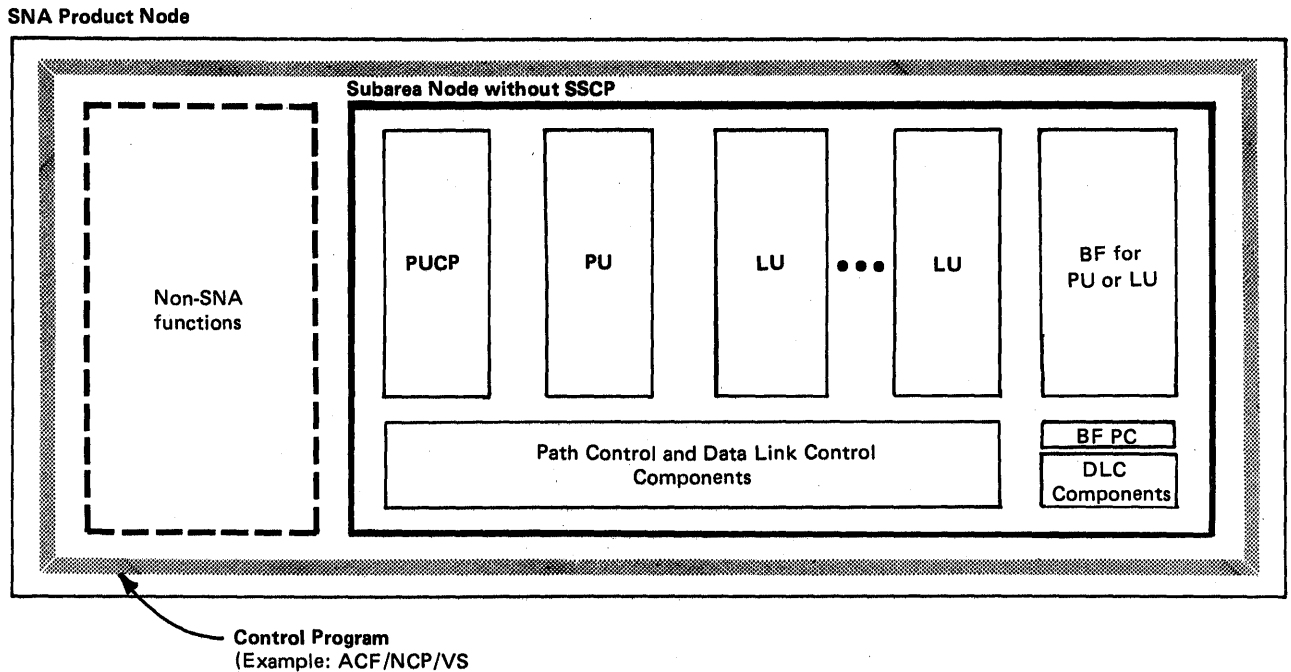 SNA Product Node
Subarea Node without SSCP
Non-SNA
functions
PUCP
PU
LU
LU
BF for
PU or LU
Path Control and Data Link Control
Components
BF PC
DLC
Components
Control Program
(Example: ACF/NCP/VS